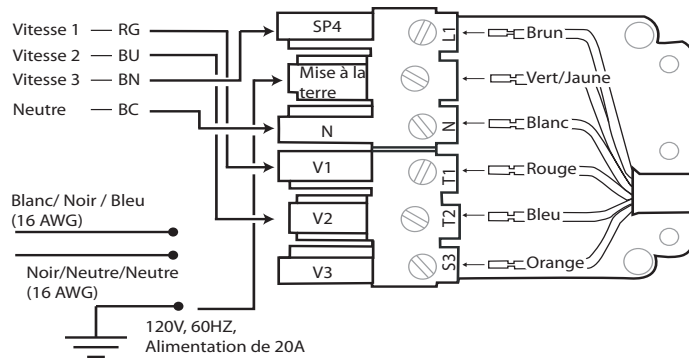 Vitesse 1 — RG
Vitesse 2 — BU
Vitesse 3 — BN
Neutre — BC
Blanc/ Noir / Bleu
(16 AWG)
Noir/Neutre/Neutre
(16 AWG)
120V, 60HZ,
Alimentation de 20A
SP4
Mise à la
terre
N
V1
V2
V3
L1
N
T1
T2
S3
Brun
Vert/Jaune
Blanc
Rouge
Bleu
Orange